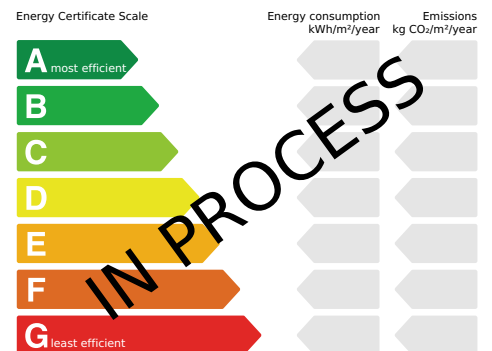 Energy Certificate Scale
Energy consumption
kWh/m²/year
Emissions
kg CO₂/m²/year
A most efficient
B
C
D
E
F
G least efficient
IN PROCESS